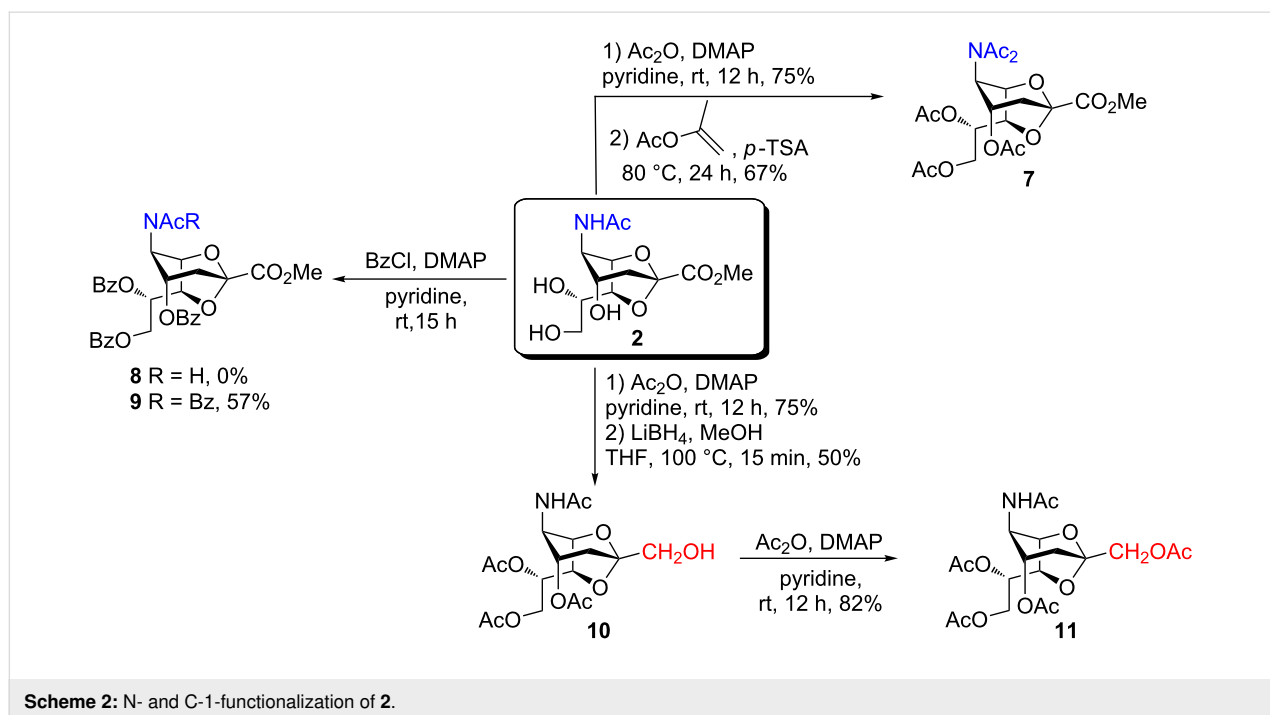 1) Ac2O, DMAP
pyridine, rt, 12 h, 75%
2) AcO , p-TSA
80 °C, 24 h, 67%
NAc2
O
CO2Me
AcO
O
OAc
AcO
7
NAcR
O
CO2Me
BzO
O
OBz
BzO
8 R = H, 0%
9 R = Bz, 57%
BzCl, DMAP
pyridine,
rt,15 h
NHAc
O
CO2Me
HO
O
OH
HO
2
1) Ac2O, DMAP
pyridine, rt, 12 h, 75%
2) LiBH4, MeOH
THF, 100 °C, 15 min, 50%
NHAc
O
CH2OH
AcO
O
OAc
AcO
10
Ac2O, DMAP
pyridine,
rt, 12 h, 82%
NHAc
O
CH2OAc
AcO
O
OAc
AcO
11
Scheme 2: N- and C-1-functionalization of 2.